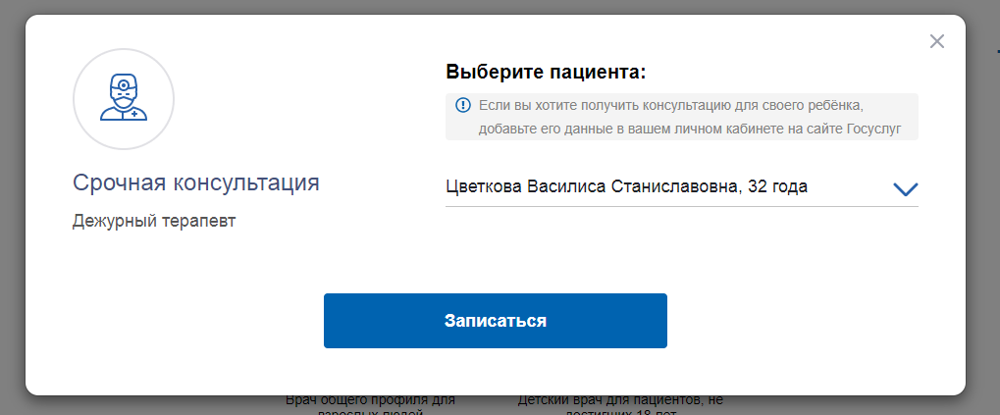 Выберите пациента:
Если вы хотите получить консультацию для своего ребёнка,
добавьте его данные в вашем личном кабинете на сайте Госуслуг
Срочная консультация
Дежурный терапевт
Цветкова Василиса Станиславовна, 32 года
Записаться
Врач общего профиля для
взрослых людей
Детский врач для пациентов, не
достигших 18 лет